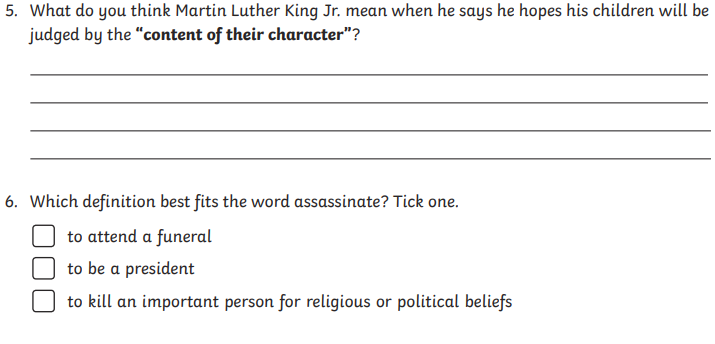 5. What do you think Martin Luther King Jr. mean when he says he hopes his children will be
judged by the “content of their character”?
6. Which definition best fits the word assassinate? Tick one.
to attend a funeral
to be a president
to kill an important person for religious or political beliefs